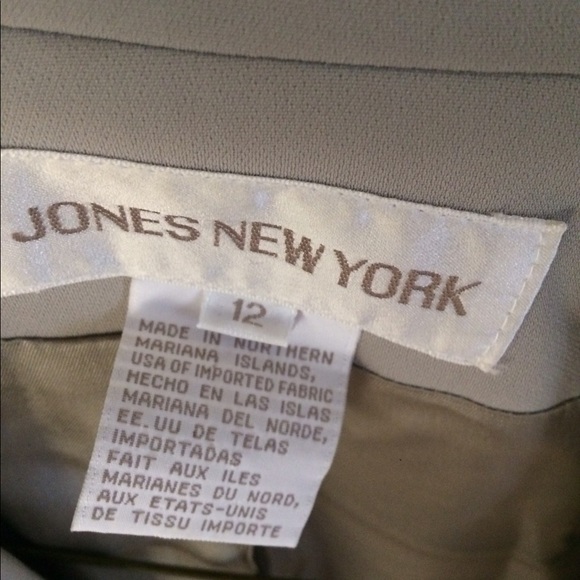 JONES NEW YORK
12
MADE IN NORTHERN
MARIANA ISLANDS,
USA OF IMPORTED FABRIC
HECHO EN LAS ISLAS
MARIANA DEL NORDE,
EE.UU DE TELAS
IMPORTADAS
FAIT AUX ILES
MARIANES DU NORD,
AUX ETATS-UNIS
DE TISSU IMPORTE